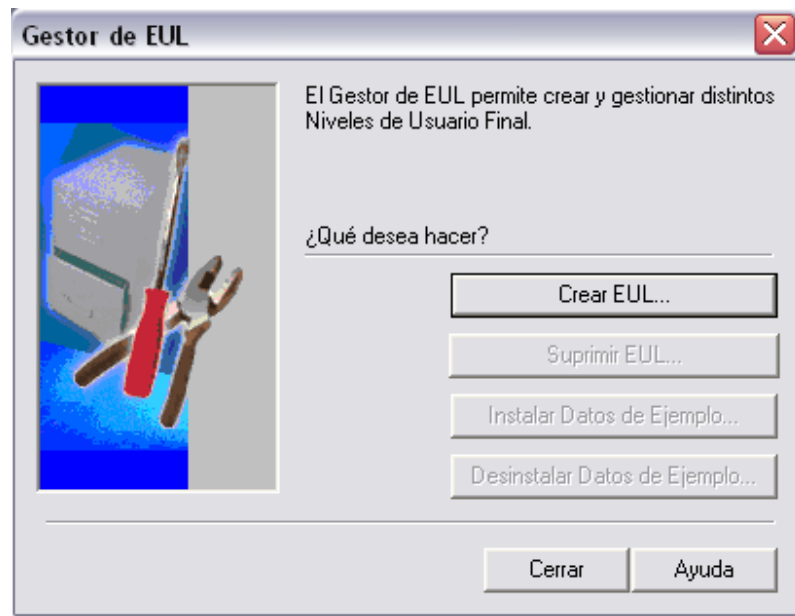 Gestor de EUL
El Gestor de EUL permite crear y gestionar distintos
Niveles de Usuario Final.
¿Qué desea hacer?
Crear EUL...
Suprimir EUL...
Instalar Datos de Ejemplo...
Desinstalar Datos de Ejemplo...
Cerrar
Ayuda